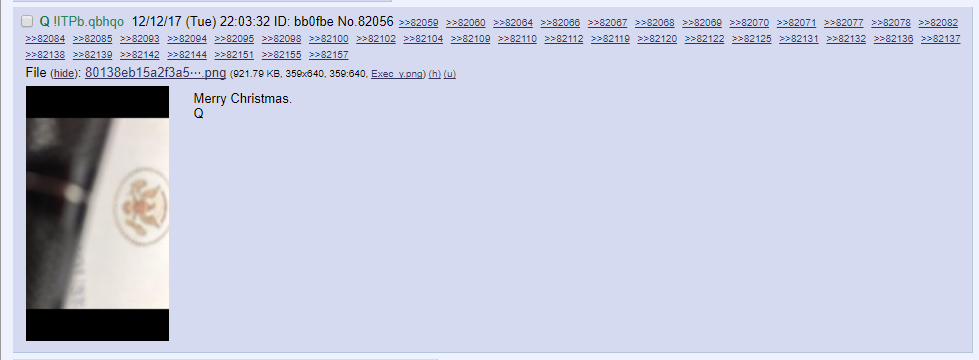 Q !ITPb.qbhqo 12/12/17 (Tue) 22:03:32 ID: bb0fbe No.82056 >>82059 >>82060 >>82064 >>82066 >>82067 >>82068 >>82069 >>82070 >>82071 >>82077 >>82078 >>82082
>>82084 >>82085 >>82093 >>82094 >>82095 >>82098 >>82100 >>82102 >>82104 >>82109 >>82110 >>82112 >>82119 >>82120 >>82122 >>82125 >>82131 >>82132 >>82136 >>82137
>>82138 >>82139 >>82142 >>82144 >>82151 >>82155 >>82157
File (hide): 80138eb15a2f3a5⋯.png (921.79 KB, 359x640, 359:640, Exec_y.png) (h) (u)
Merry Christmas.
Q